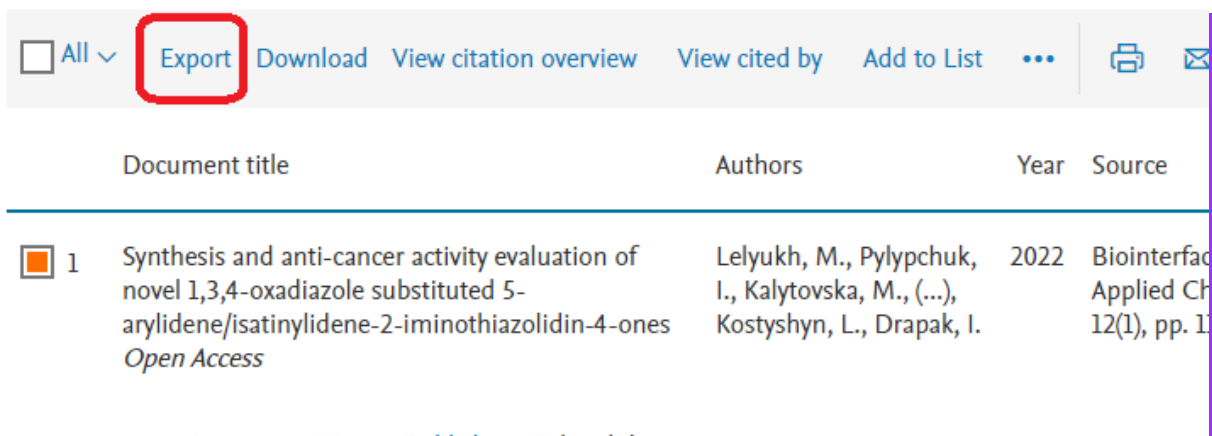 All Export Download View citation overview View cited by Add to List •••
Document title Authors Year Source
1 Synthesis and anti-cancer activity evaluation of Lelyukh, M., Pylypchuk, 2022
novel 1,3,4-oxadiazole substituted 5- I., Kalytovska, M., (...), Applied
arylidene/isatinylidene-2-iminothiazolidin-4-ones Kostyshyn, L., Drapak, I. 12(1), pp.
Open Access